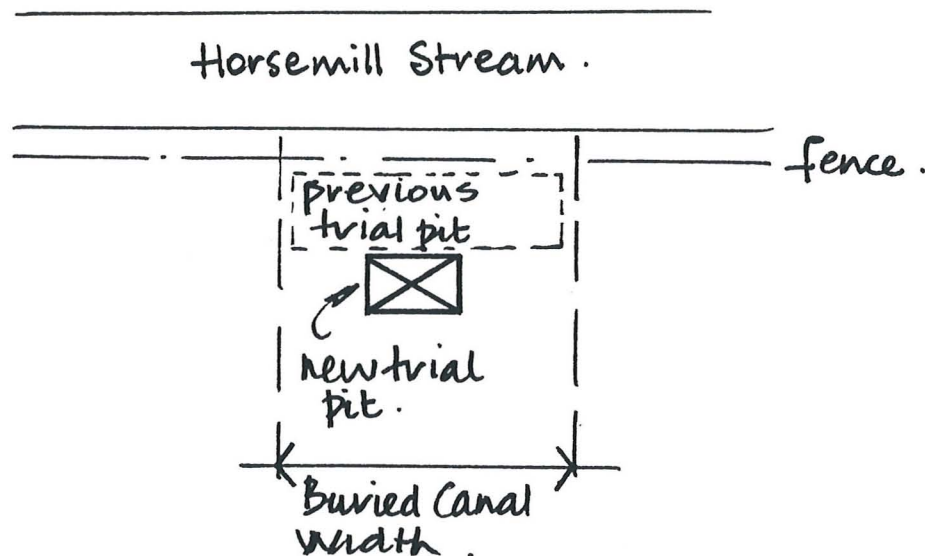 Horsemill Stream.
fence.
previous
trial pit
new trial
pit.
Buried Canal
Width.